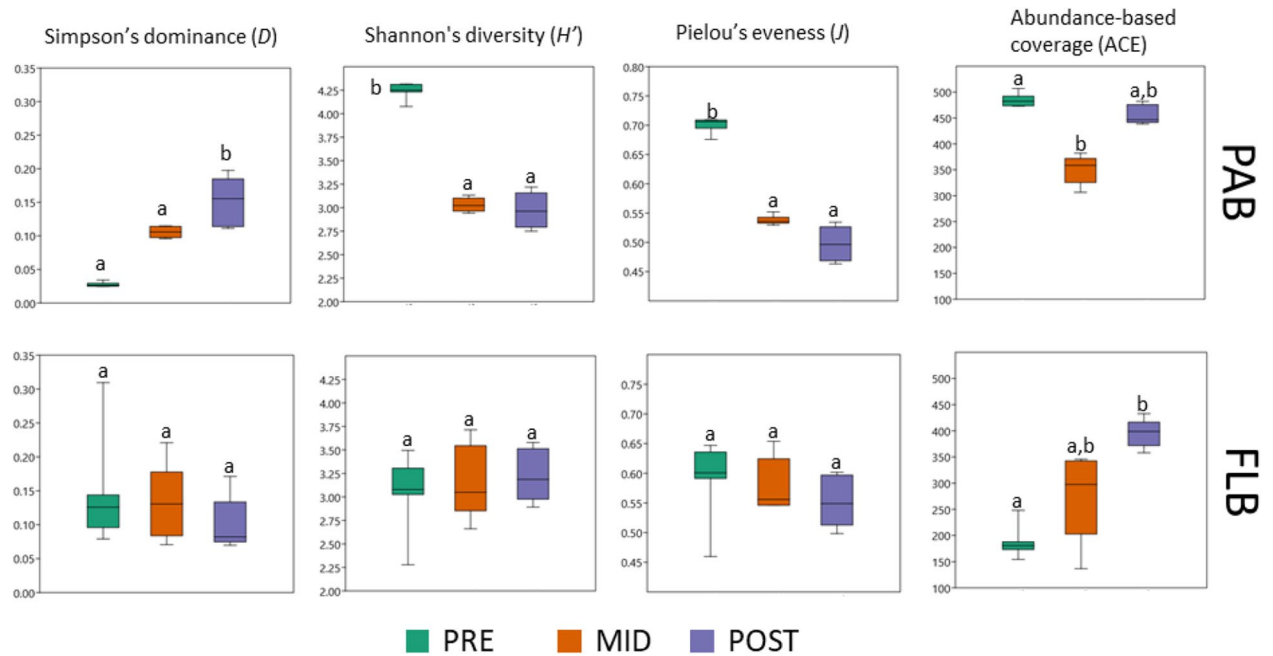 Simpson's dominance (D)
Shannon's diversity (H')
Pielou's eveness (J)
Abundance-based
coverage (ACE)
0.35
0.30
0.25
0.20
0.15
0.10
0.05
0.00
a
a
b
4.25
4.00
3.75
3.50
3.25
3.00
2.75
2.50
2.25
2.00
b
a
a
0.80
0.75
0.70
0.65
0.60
0.55
0.50
0.45
b
a
a
500
450
400
350
300
250
200
150
100
a
b
a,b
PAB
0.35
0.30
0.25
0.20
0.15
0.10
0.05
0.00
a
a
a
4.25
4.00
3.75
3.50
3.25
3.00
2.75
2.50
2.25
2.00
a
a
a
0.75
0.70
0.65
0.60
0.55
0.50
0.45
a
a
a
500
450
400
350
300
250
200
150
100
a
a,b
b
FLB
PRE
MID
POST